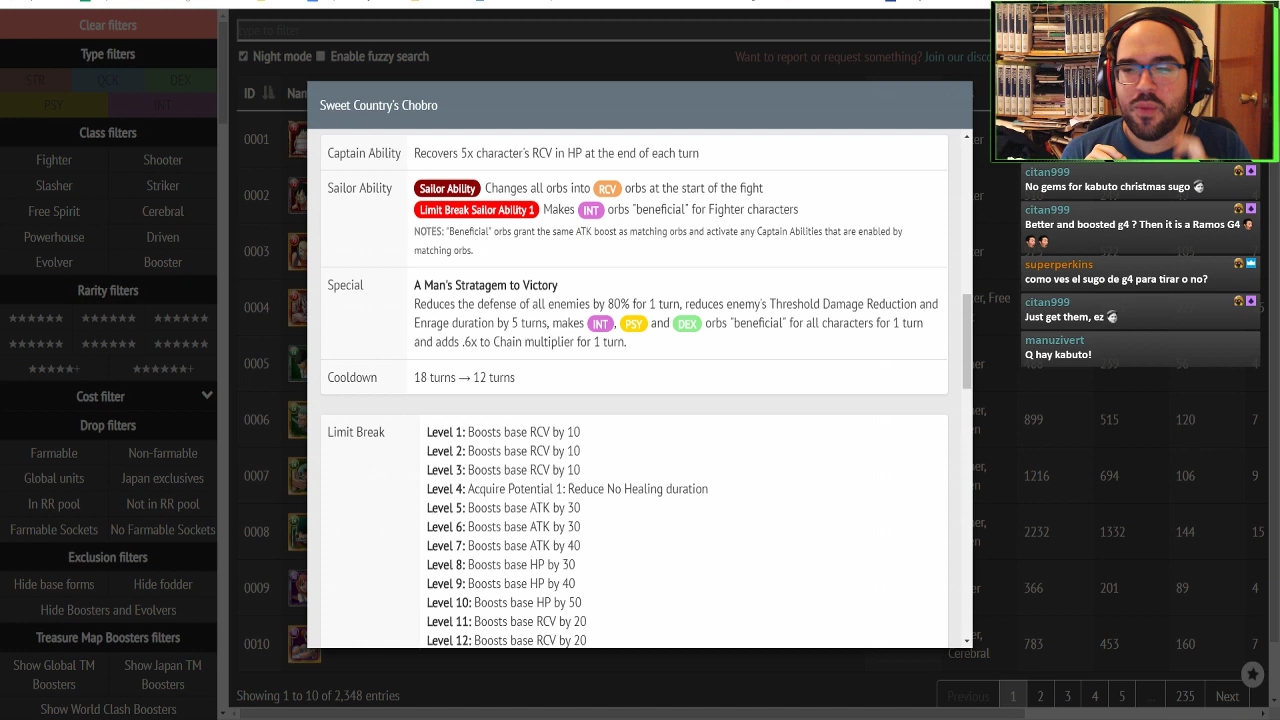 Clear filters
Type filters
STR QCK DEX
PSY INT
Class filters
Fighter Shooter
Slasher Striker
Free Spirit Cerebral
Powerhouse Driven
Evolver Booster
Rarity filters
Cost filter
Drop filters
Farmable Non-farmable
Global units Japan exclusives
In RR pool Not in RR pool
Farmable Sockets No Farmable Sockets
Exclusion filters
Hide base forms Hide fodder
Hide Boosters and Evolvers
Treasure Map Boosters filters
Show Global TM Boosters Show Japan TM Boosters
Show World Clash Boosters
Type to filter
Night mode Enable fuzzy search
Want to report or request something? Join our
ID
0001
0002
0003
0004
0005
0006
0007
0008
0009
0010
Sweet Country's Chobro
Captain Ability Recovers 5x character's RCV in HP at the end of each turn
Sailor Ability Sailor Ability Changes all orbs into RCV orbs at the start of the fight
Limit Break Sailor Ability 1 Makes INT orbs "beneficial" for Fighter characters
NOTES: "Beneficial" orbs grant the same ATK boost as matching orbs and activate any Captain Abilities that are enabled by
matching orbs.
Special A Man's Stratagem to Victory
Reduces the defense of all enemies by 80% for 1 turn, reduces enemy's Threshold Damage Reduction and
Enrage duration by 5 turns, makes INT, PSY and DEX orbs "beneficial" for all characters for 1 turn
and adds .6x to Chain multiplier for 1 turn.
Cooldown 18 turns → 12 turns
Limit Break Level 1: Boosts base RCV by 10
Level 2: Boosts base RCV by 10
Level 3: Boosts base RCV by 10
Level 4: Acquire Potential 1: Reduce No Healing duration
Level 5: Boosts base ATK by 30
Level 6: Boosts base ATK by 30
Level 7: Boosts base ATK by 40
Level 8: Boosts base HP by 30
Level 9: Boosts base HP by 40
Level 10: Boosts base HP by 50
Level 11: Boosts base RCV by 20
Level 12: Boosts base RCV by 20
citan999
No gems for kabuto christmas sugo
citan999
Better and boosted g4 ? Then it is a Ramos G4
superperkins
como ves el sugo de g4 para tirar o no?
citan999
Just get them, ez
manuzivert
Q hay kabuto!
899 515 120 7
1216 694 106 9
2232 1332 144 15
366 201 89 4
783 453 160 7
Cerebral
Showing 1 to 10 of 2,348 entries
Previous 1 2 3 4 5 ... 235 Next